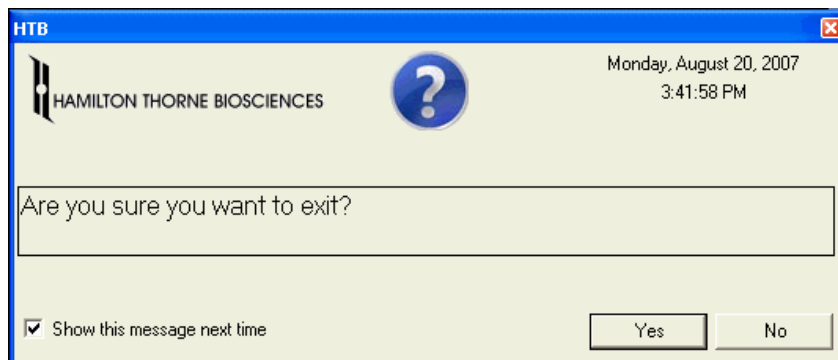 HTB
HAMILTON THORNE BIOSCIENCES
Monday, August 20, 2007
3:41:58 PM
Are you sure you want to exit?
Show this message next time
Yes
No